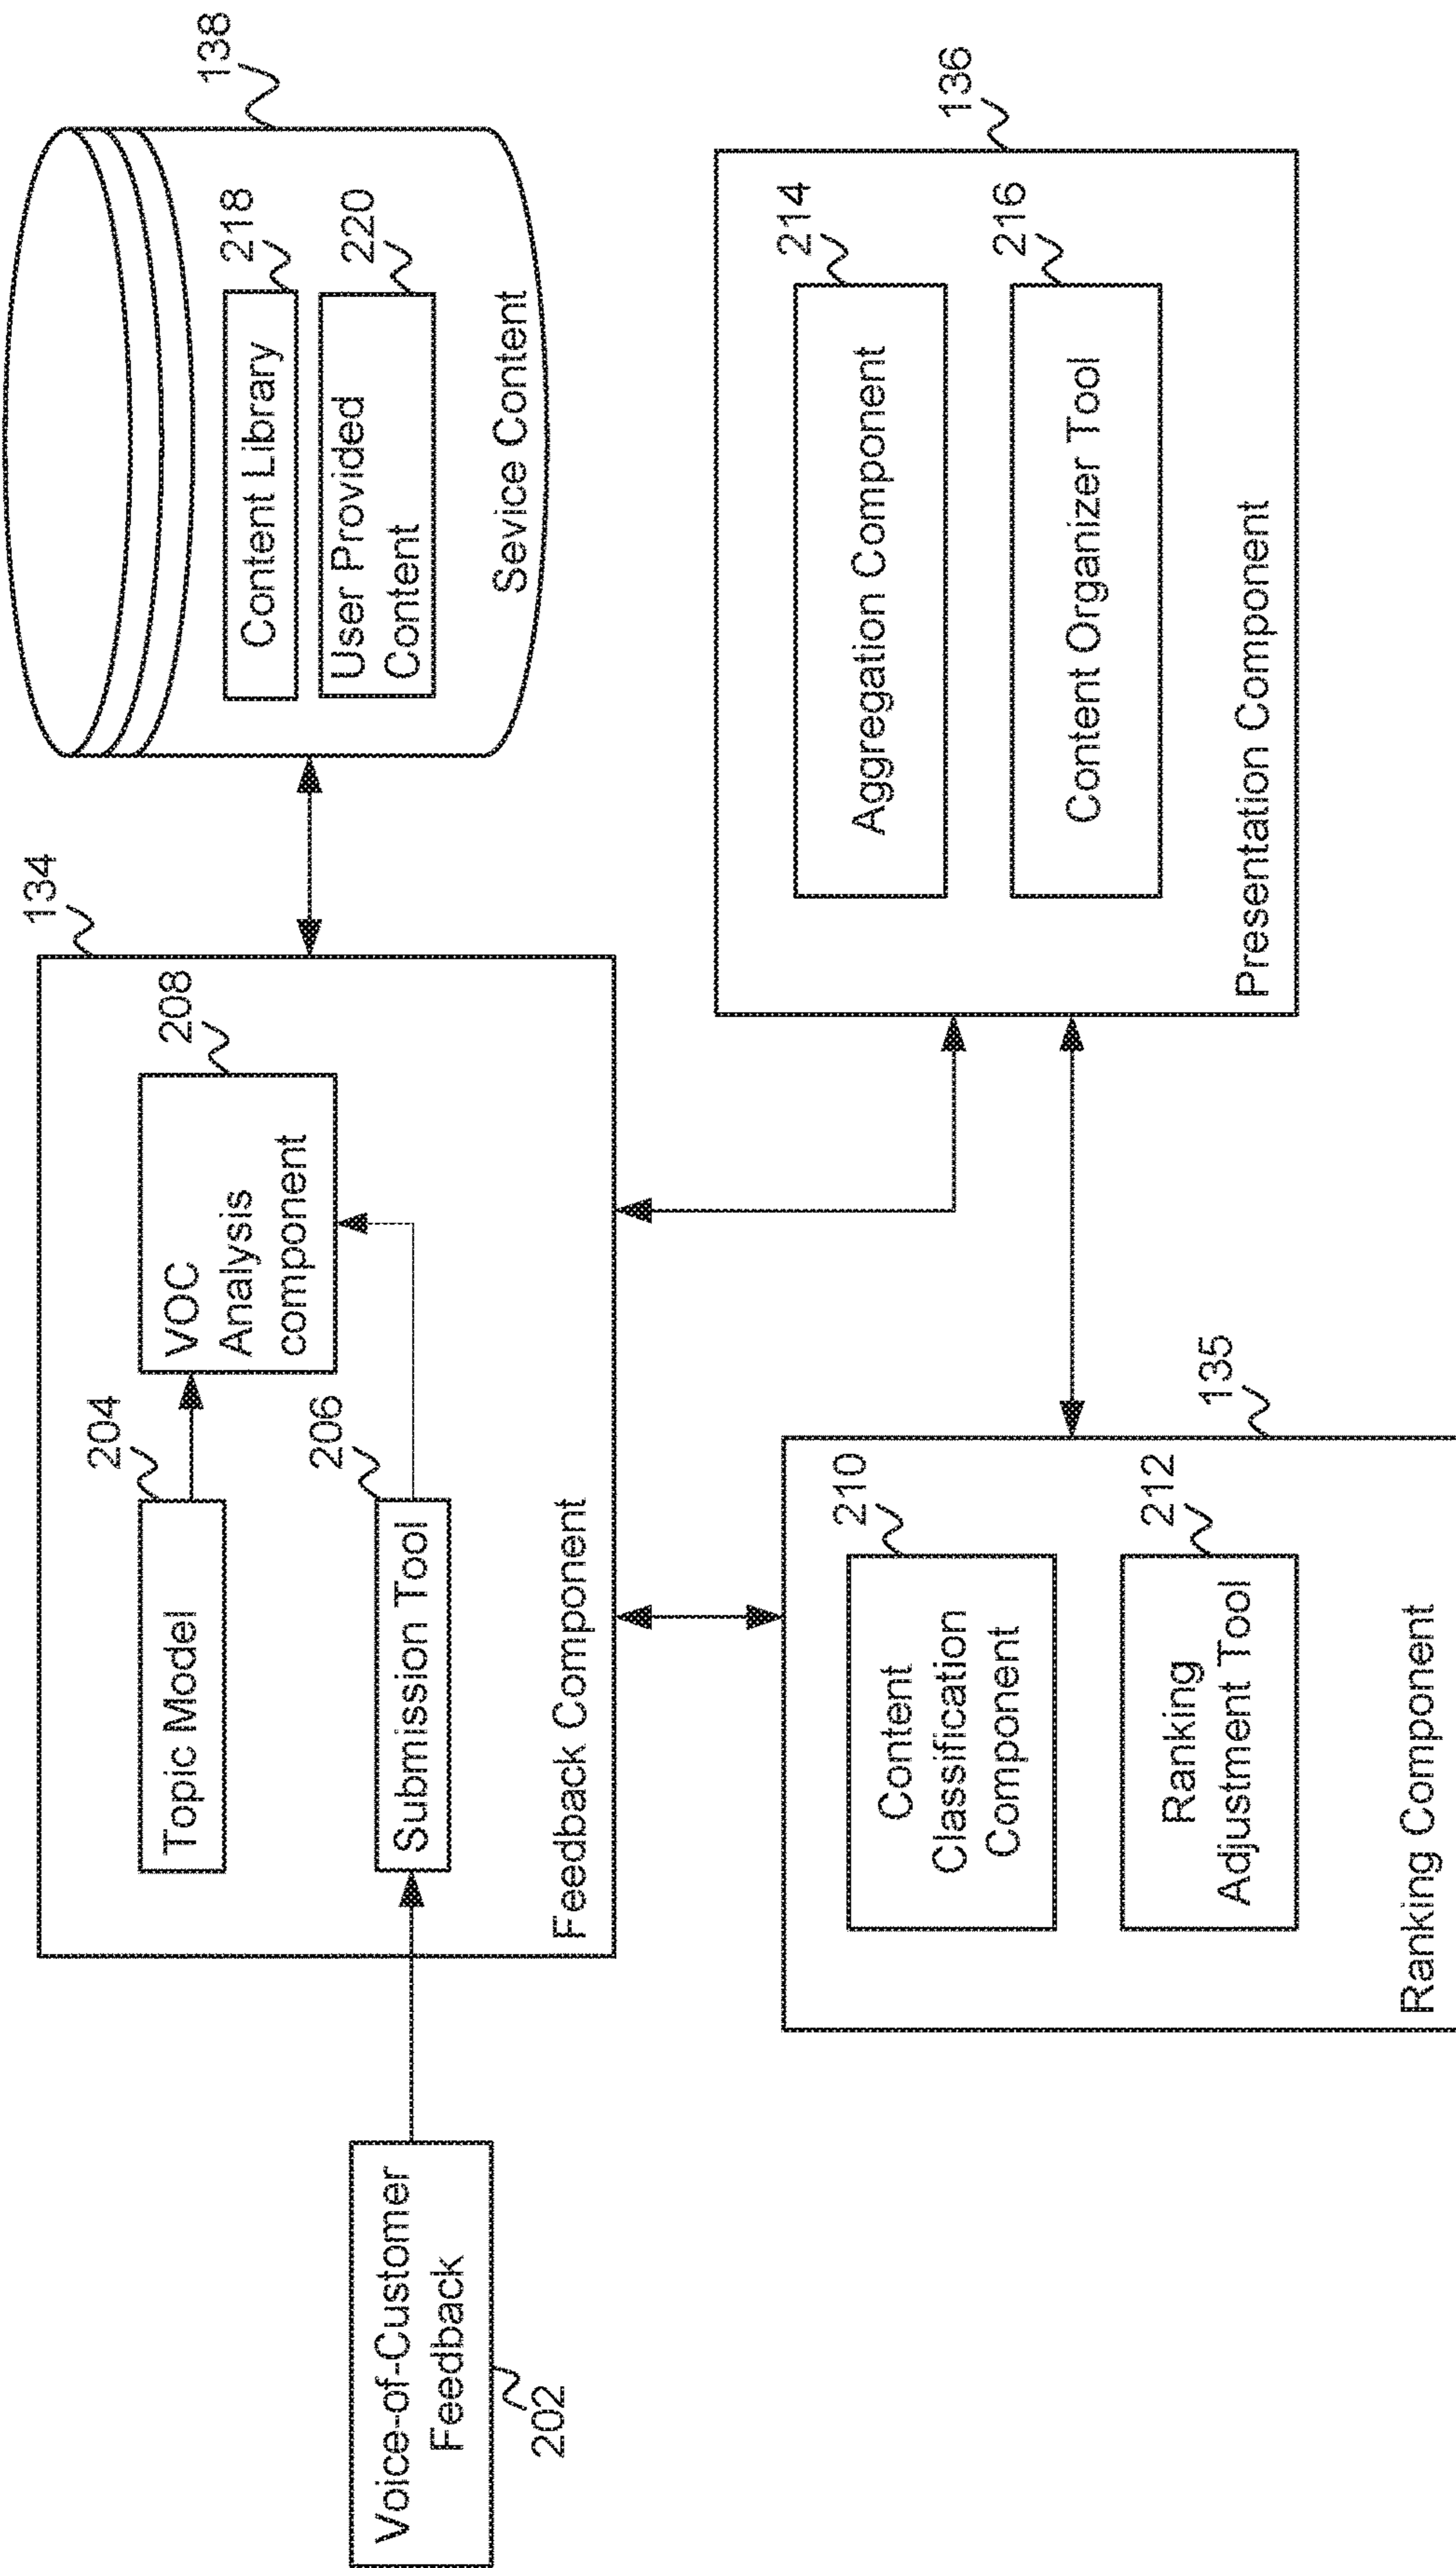 Voice-of-Customer
Feedback
202
134
Topic Model
204
Submission Tool
206
VOC
Analysis
component
208
Feedback Component
138
Content Library
218
User Provided
Content
220
Sevice Content
135
Content
Classification
Component
210
Ranking
Adjustment Tool
212
Ranking Component
136
Aggregation Component
214
Content Organizer Tool
216
Presentation Component